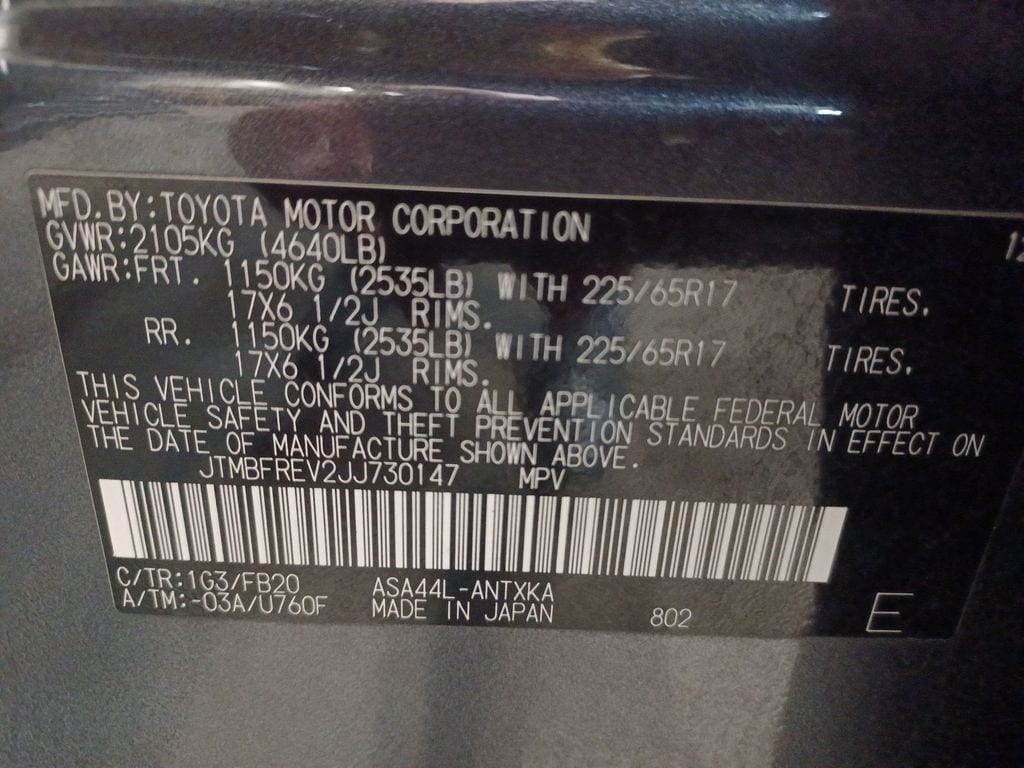 MFD.BY:TOYOTA MOTOR CORPORATION
GVWR:2105KG (4640LB)
GAWR:FRT. 1150KG (2535LB) WITH 225/65R17 TIRES.
17X6 1/2J RIMS.
RR. 1150KG (2535LB) WITH 225/65R17 TIRES.
17X6 1/2J RIMS.
THIS VEHICLE CONFORMS TO ALL APPLICABLE FEDERAL MOTOR
VEHICLE SAFETY AND THEFT PREVENTION STANDARDS IN EFFECT ON
THE DATE OF MANUFACTURE SHOWN ABOVE.
JTMBFREV2JJ730147 MPV
C/TR:1G3/FB20 ASA44L-ANTXKA
A/TM:-03A/U760F MADE IN JAPAN 802 E